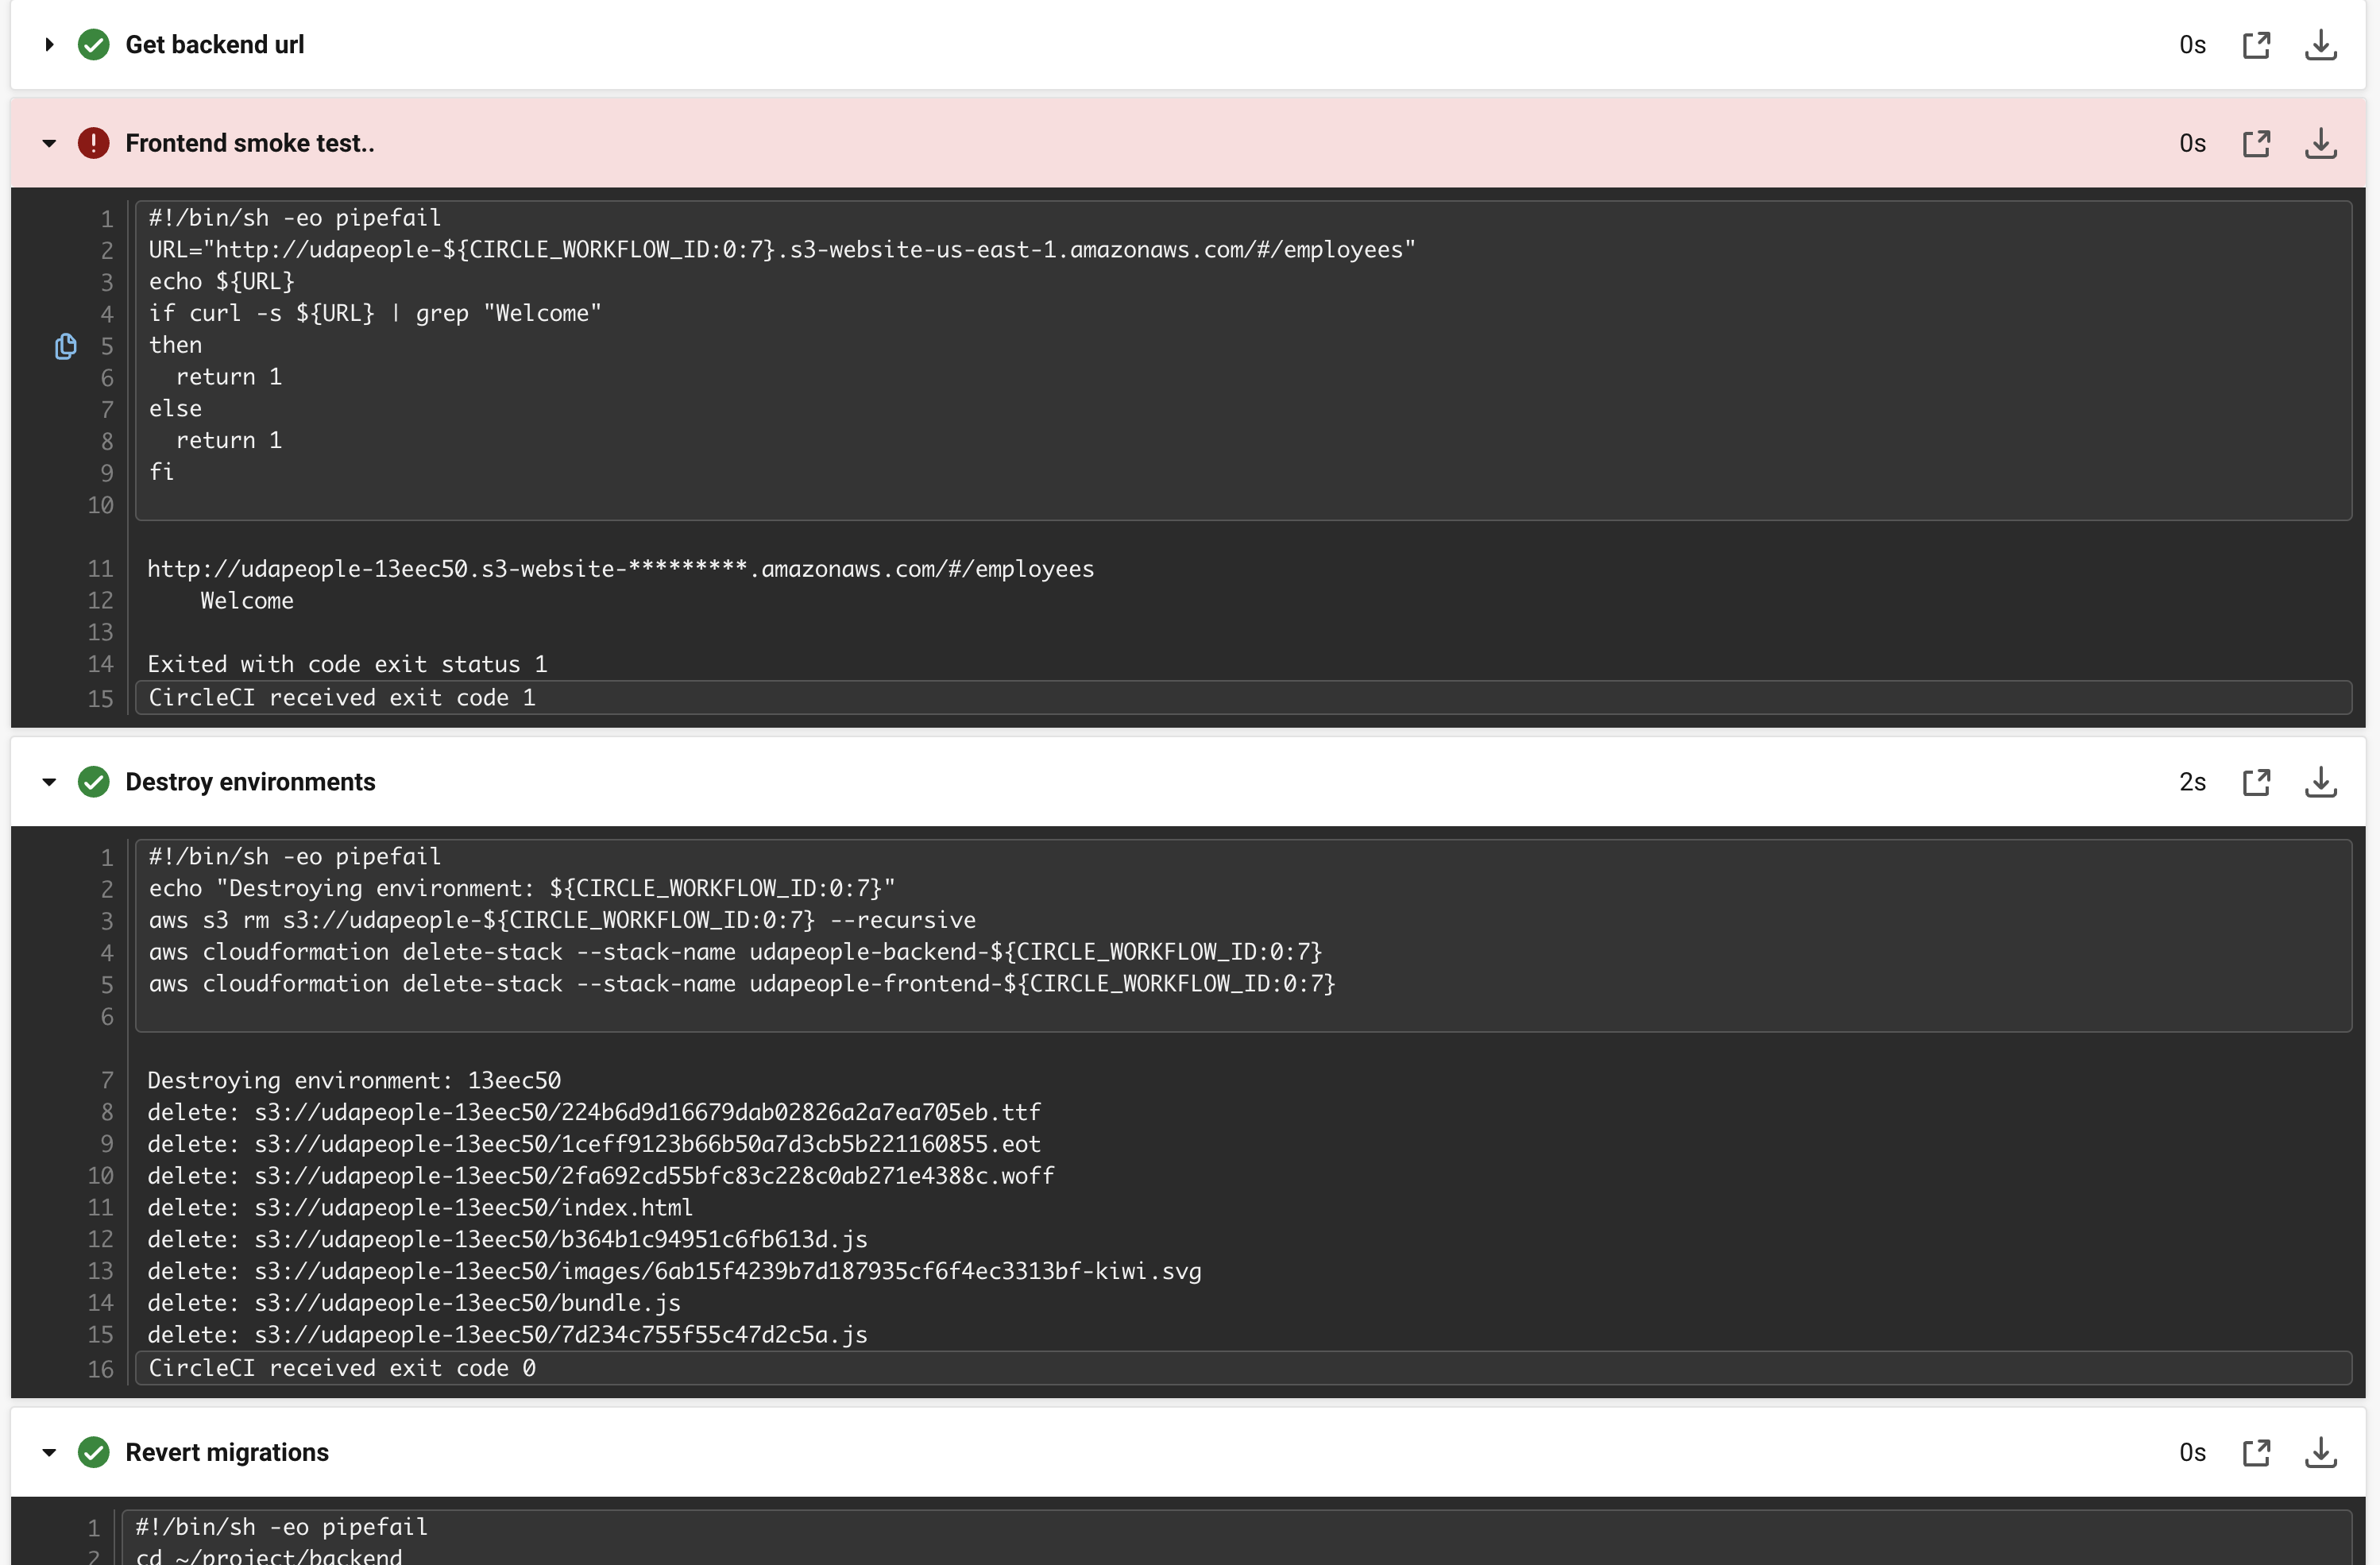 Get backend url 0s
Frontend smoke test.. 0s
1 #!/bin/sh -eo pipefail
2 URL="http://udapeople-${CIRCLE_WORKFLOW_ID:0:7}.s3-website-us-east-1.amazonaws.com/#/employees"
3 echo ${URL}
4 if curl -s ${URL} | grep "Welcome"
5 then
6   return 1
7 else
8   return 1
9 fi
10
11 http://udapeople-13eec50.s3-website-*********.amazonaws.com/#/employees
12     Welcome
13
14 Exited with code exit status 1
15 CircleCI received exit code 1
Destroy environments 2s
1 #!/bin/sh -eo pipefail
2 echo "Destroying environment: ${CIRCLE_WORKFLOW_ID:0:7}"
3 aws s3 rm s3://udapeople-${CIRCLE_WORKFLOW_ID:0:7} --recursive
4 aws cloudformation delete-stack --stack-name udapeople-backend-${CIRCLE_WORKFLOW_ID:0:7}
5 aws cloudformation delete-stack --stack-name udapeople-frontend-${CIRCLE_WORKFLOW_ID:0:7}
6
7 Destroying environment: 13eec50
8 delete: s3://udapeople-13eec50/224b6d9d16679dab02826a2a7ea705eb.ttf
9 delete: s3://udapeople-13eec50/1ceff9123b66b50a7d3cb5b221160855.eot
10 delete: s3://udapeople-13eec50/2fa692cd55bfc83c228c0ab271e4388c.woff
11 delete: s3://udapeople-13eec50/index.html
12 delete: s3://udapeople-13eec50/b364b1c94951c6fb613d.js
13 delete: s3://udapeople-13eec50/images/6ab15f4239b7d187935cf6f4ec3313bf-kiwi.svg
14 delete: s3://udapeople-13eec50/bundle.js
15 delete: s3://udapeople-13eec50/7d234c755f55c47d2c5a.js
16 CircleCI received exit code 0
Revert migrations 0s
1 #!/bin/sh -eo pipefail
2 cd ~/project/backend